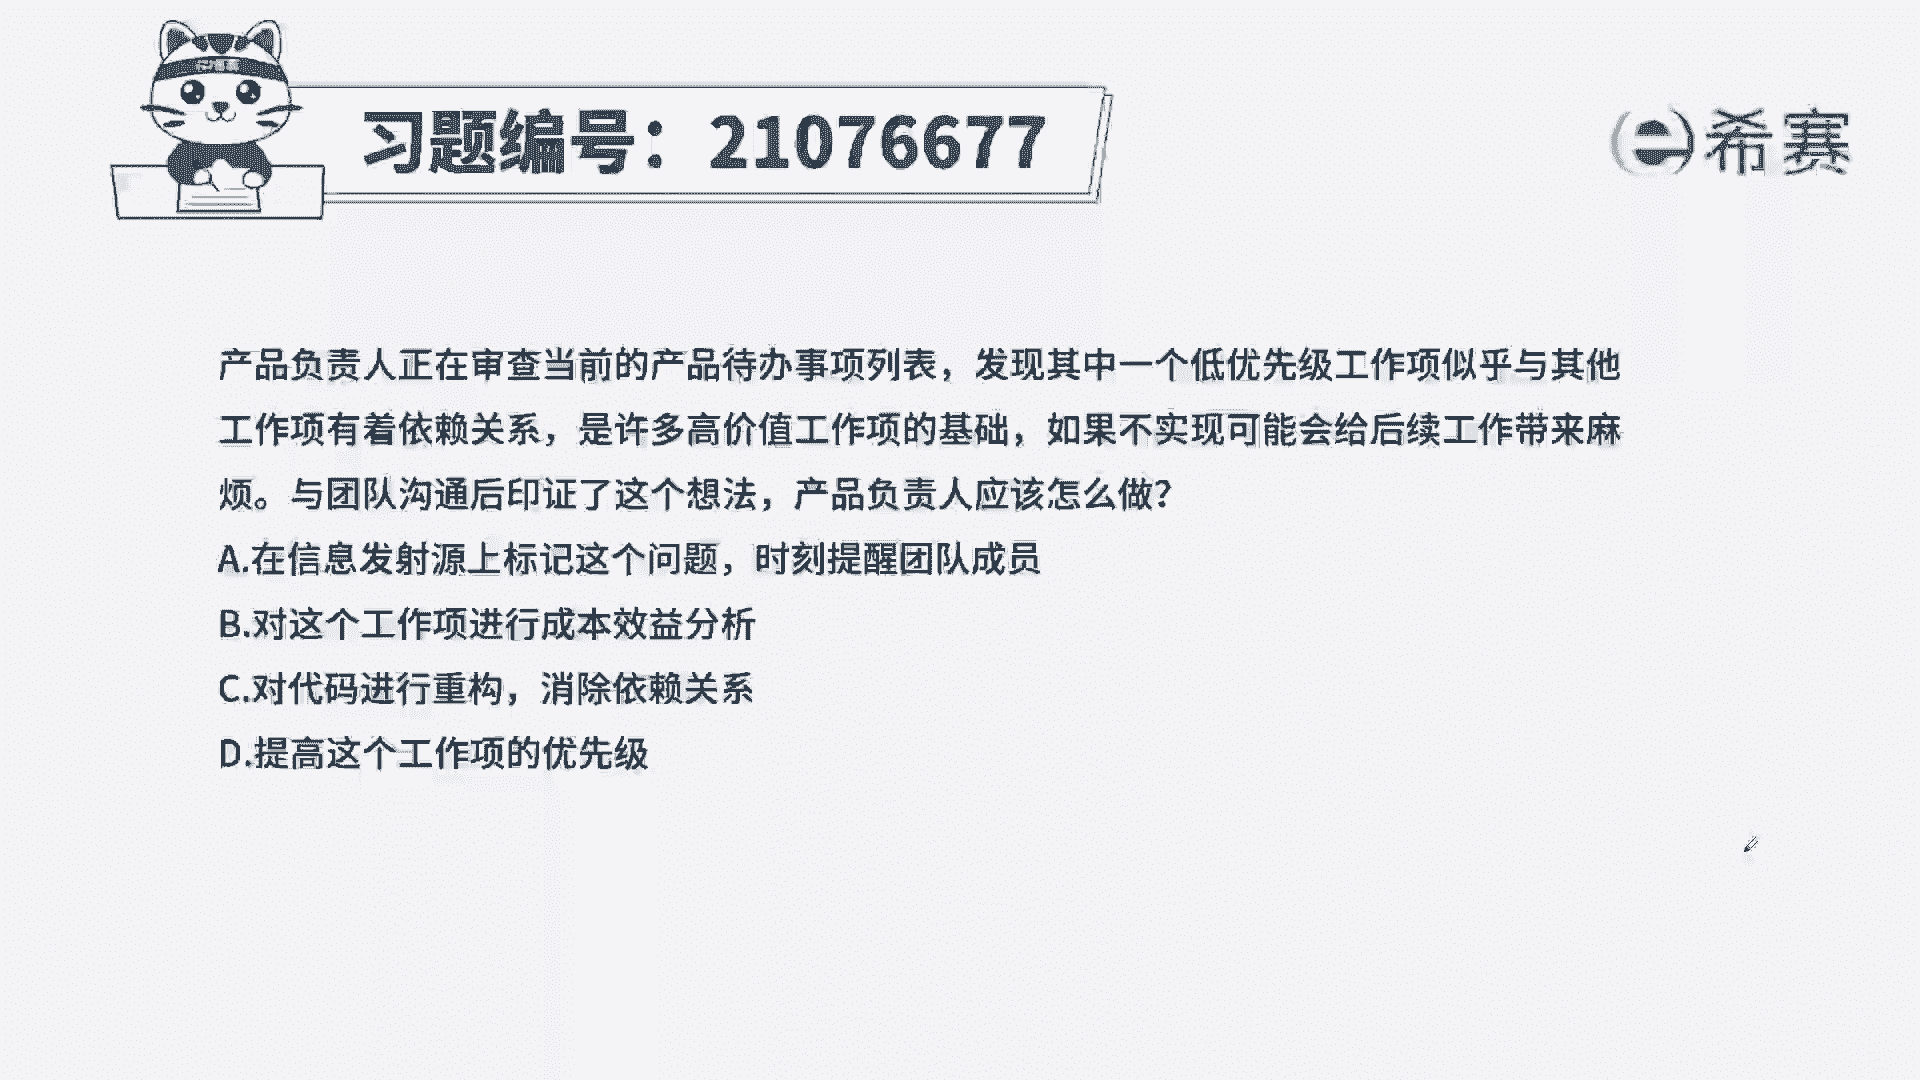 习题编号：21076677
希赛
产品负责人正在审查当前的产品待办事项列表，发现其中一个低优先级工作项似乎与其他
工作项有着依赖关系，是许多高价值工作项的基础，如果不实现可能会给后续工作带来麻
烦。与团队沟通后印证了这个想法，产品负责人应该怎么做？
A.在信息发射源上标记这个问题，时刻提醒团队成员
B.对这个工作项进行成本效益分析
C.对代码进行重构，消除依赖关系
D.提高这个工作项的优先级